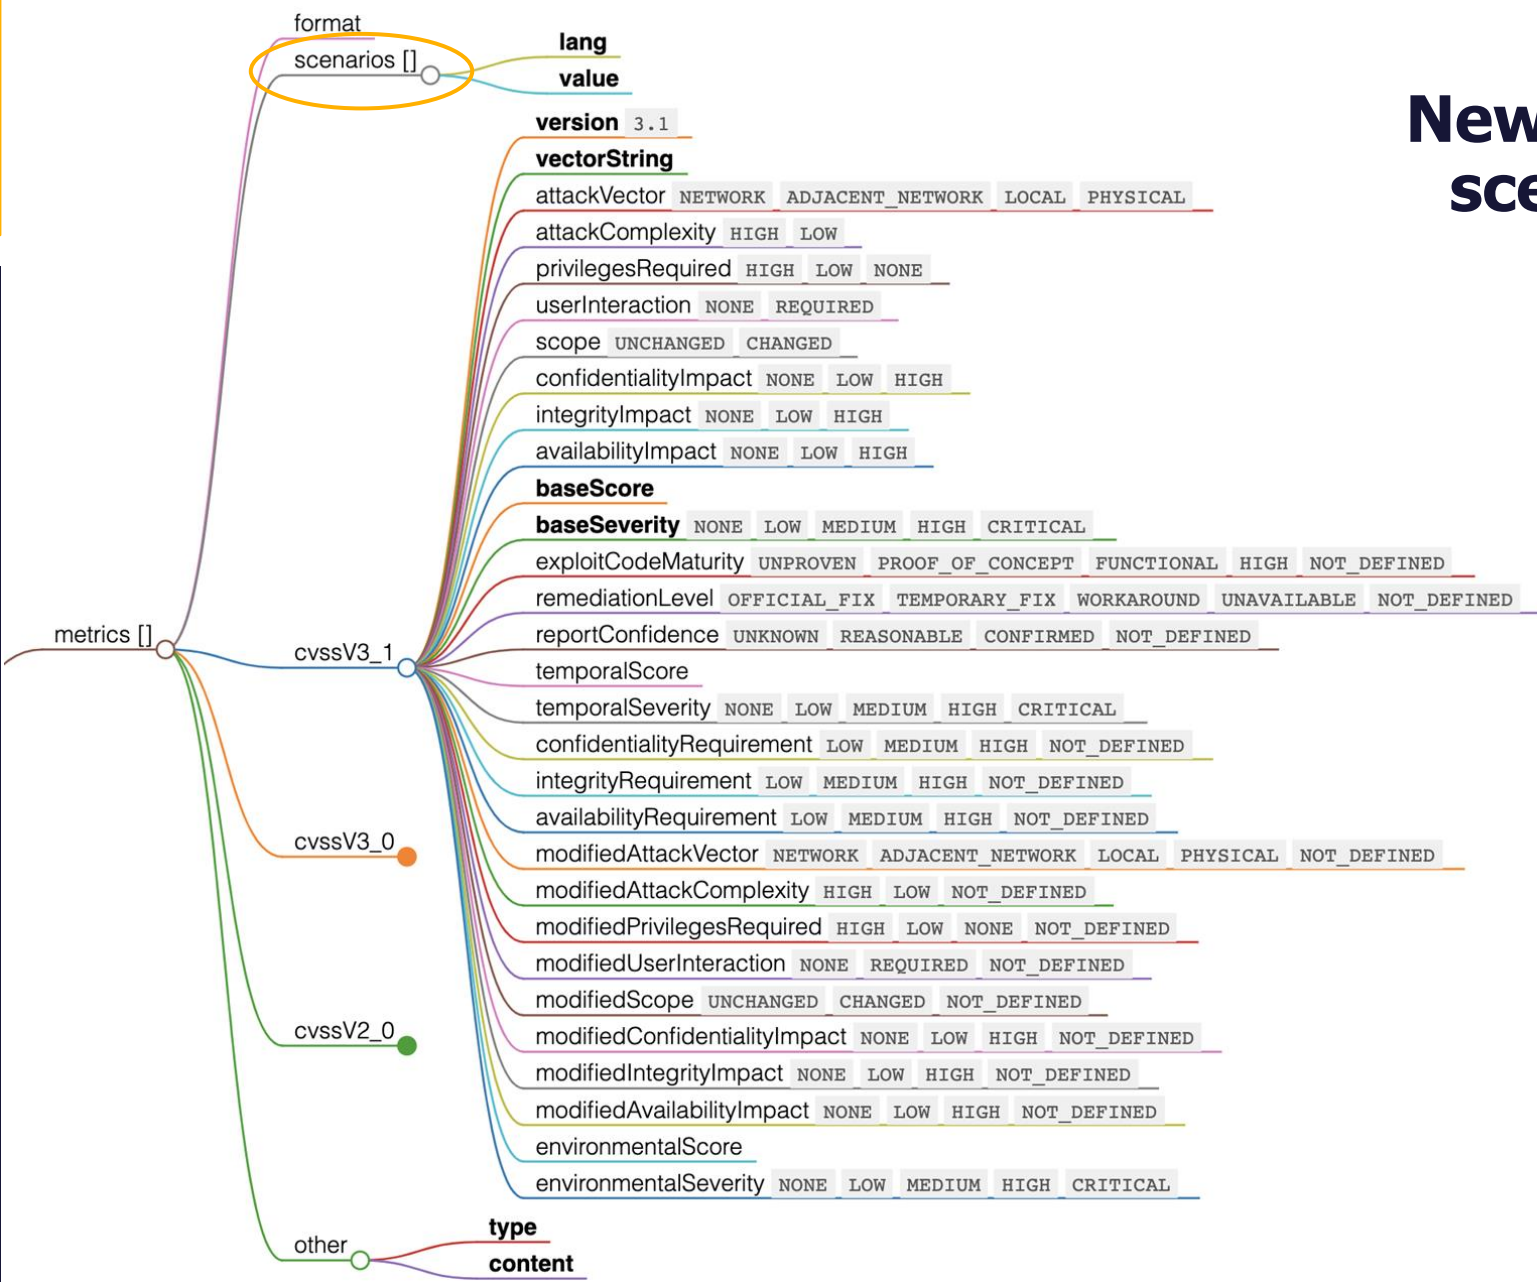 format
scenarios []
lang
value
New
sce
version 3.1
vectorString
attackVector NETWORK ADJACENT_NETWORK LOCAL PHYSICAL
attackComplexity HIGH LOW
privilegesRequired HIGH LOW NONE
userInteraction NONE REQUIRED
scope UNCHANGED CHANGED
confidentialityImpact NONE LOW HIGH
integrityImpact NONE LOW HIGH
availabilityImpact NONE LOW HIGH
baseScore
baseSeverity NONE LOW MEDIUM HIGH CRITICAL
exploitCodeMaturity UNPROVEN PROOF_OF_CONCEPT FUNCTIONAL HIGH NOT_DEFINED
remediationLevel OFFICIAL_FIX TEMPORARY_FIX WORKAROUND UNAVAILABLE NOT_DEFINED
reportConfidence UNKNOWN REASONABLE CONFIRMED NOT_DEFINED
metrics []
cvssV3_1
temporalScore
temporalSeverity NONE LOW MEDIUM HIGH CRITICAL
confidentialityRequirement LOW MEDIUM HIGH NOT_DEFINED
integrityRequirement LOW MEDIUM HIGH NOT_DEFINED
availabilityRequirement LOW MEDIUM HIGH NOT_DEFINED
cvssV3_0
modifiedAttackVector NETWORK ADJACENT_NETWORK LOCAL PHYSICAL NOT_DEFINED
modifiedAttackComplexity HIGH LOW NOT_DEFINED
modifiedPrivilegesRequired HIGH LOW NONE NOT_DEFINED
modifiedUserInteraction NONE REQUIRED NOT_DEFINED
modifiedScope UNCHANGED CHANGED NOT_DEFINED
cvssV2_0
modifiedConfidentialityImpact NONE LOW HIGH NOT_DEFINED
modifiedIntegrityImpact NONE LOW HIGH NOT_DEFINED
modifiedAvailabilityImpact NONE LOW HIGH NOT_DEFINED
environmentalScore
environmentalSeverity NONE LOW MEDIUM HIGH CRITICAL
other
type
content